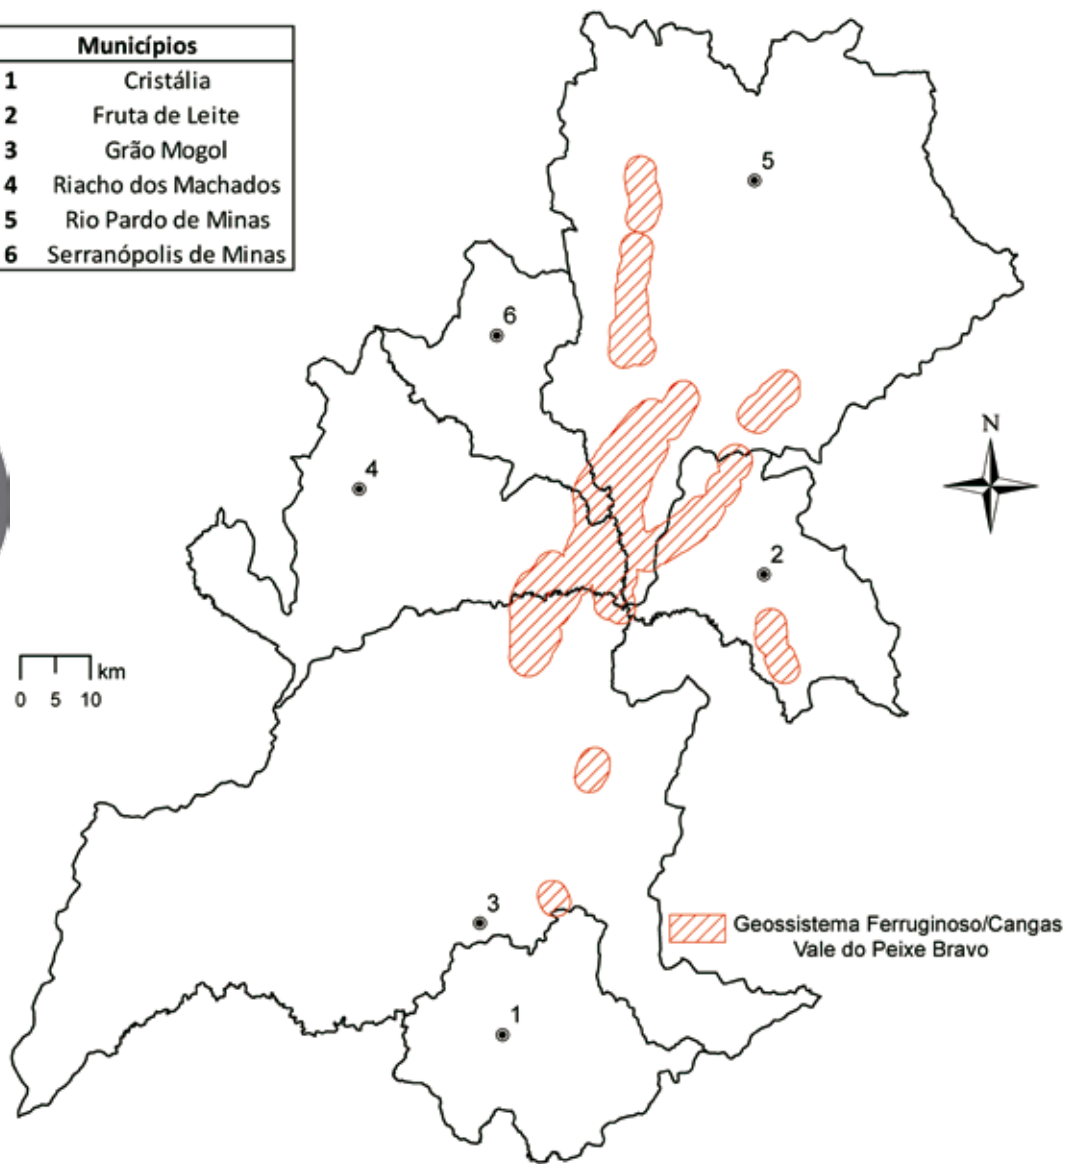 Municípios
1 Cristália
2 Fruta de Leite
3 Grão Mogol
4 Riacho dos Machados
5 Rio Pardo de Minas
6 Serranópolis de Minas
5
6
N
4
2
km
0 5 10
3
Geossistema Ferruginoso/Cangas
Vale do Peixe Bravo
1